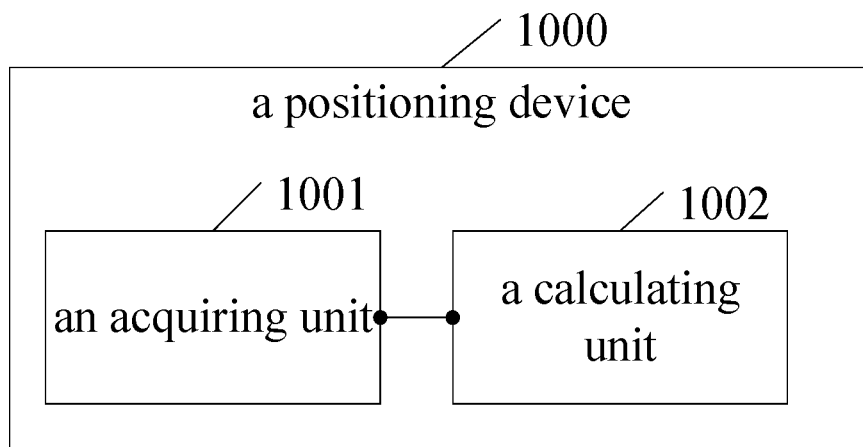 1000
a positioning device
1001
1002
an acquiring unit
a calculating
unit